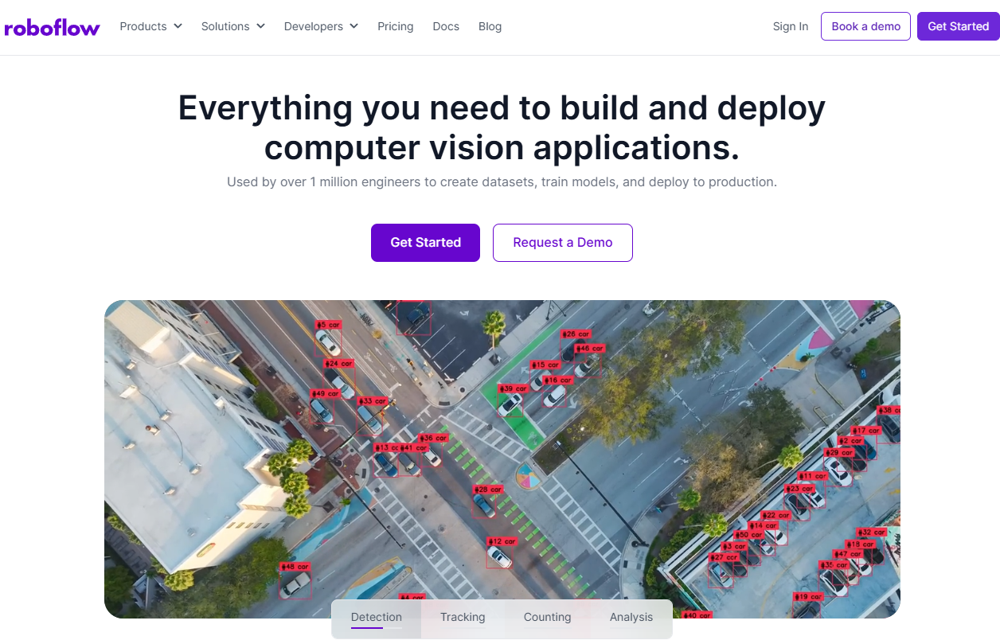 roboflow Products Solutions Developers Pricing Docs Blog Sign In Book a demo Get Started
Everything you need to build and deploy
computer vision applications.
Used by over 1 million engineers to create datasets, train models, and deploy to production.
Get Started Request a Demo
#5 car
#26 car
#46 car
#24 car
#15 car
#16 car
#39 car
#49 car
#33 car
#38 c
#17 car
#36 car
#2 car
#13 c
#41 car
#29 car
#11 car
#28 car
#23 car
#22 car
#14 car
#32 car
#50 car
#12 car
#3 car
#18 car
#47 car
#27 car
#48 car
#35 car
#4 car
#19 car
#40 car
Detection Tracking Counting Analysis